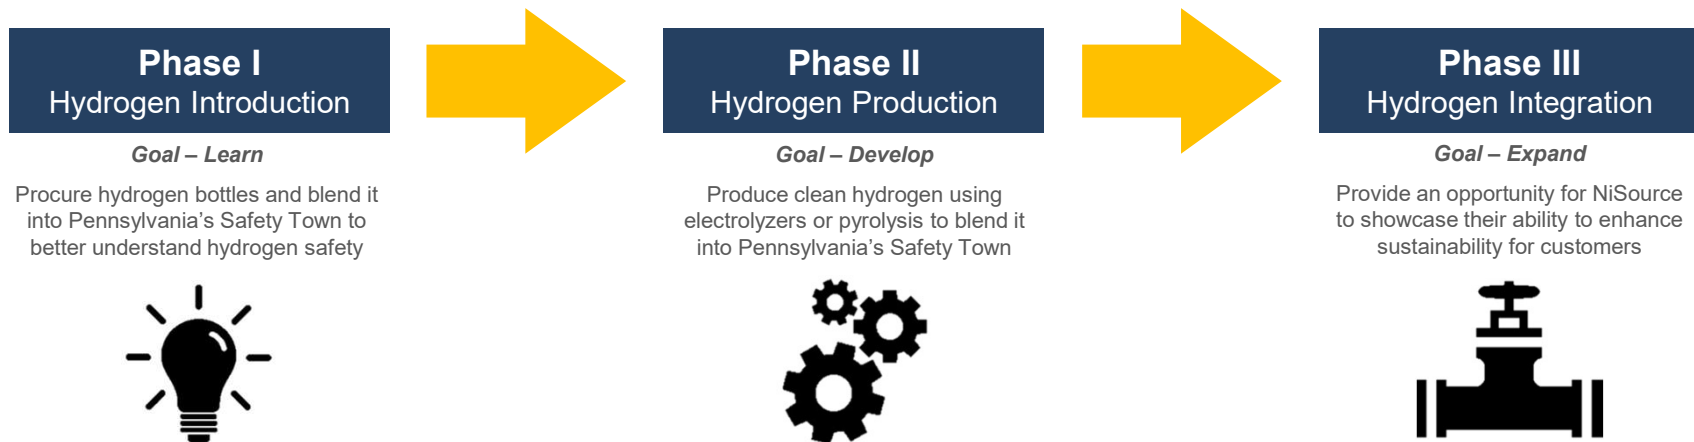 Phase I
Hydrogen Introduction
Goal – Learn
Procure hydrogen bottles and blend it
into Pennsylvania's Safety Town to
better understand hydrogen safety
Phase II
Hydrogen Production
Goal – Develop
Produce clean hydrogen using
electrolyzers or pyrolysis to blend it
into Pennsylvania's Safety Town
Phase III
Hydrogen Integration
Goal – Expand
Provide an opportunity for NiSource
to showcase their ability to enhance
sustainability for customers